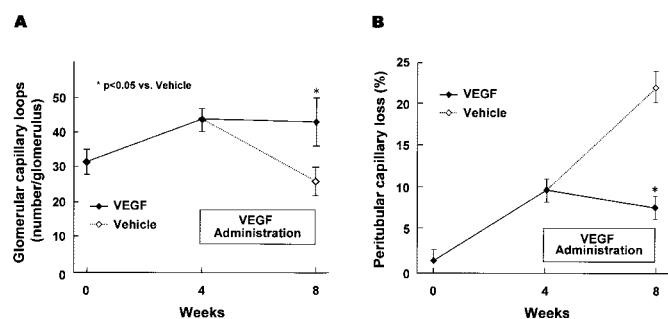 A
Glomerular capillary loops
(number/glomerulus)
* p<0.05 vs. Vehicle
50
40
30
20
10
0
*
VEGF
Vehicle
VEGF
Administration
0 4 8
Weeks
B
Peritubular capillary loss (%)
25
20
15
10
5
0
VEGF
Vehicle
*
VEGF
Administration
0 4 8
Weeks